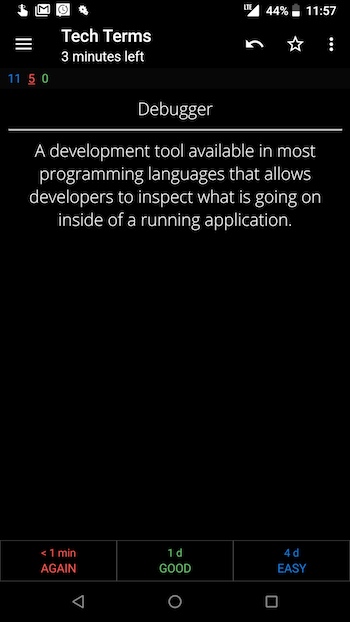 LTE 44% 11:57
Tech Terms
3 minutes left
11 5 0
Debugger
A development tool available in most
programming languages that allows
developers to inspect what is going on
inside of a running application.
< 1 min 1 d 4 d
AGAIN GOOD EASY